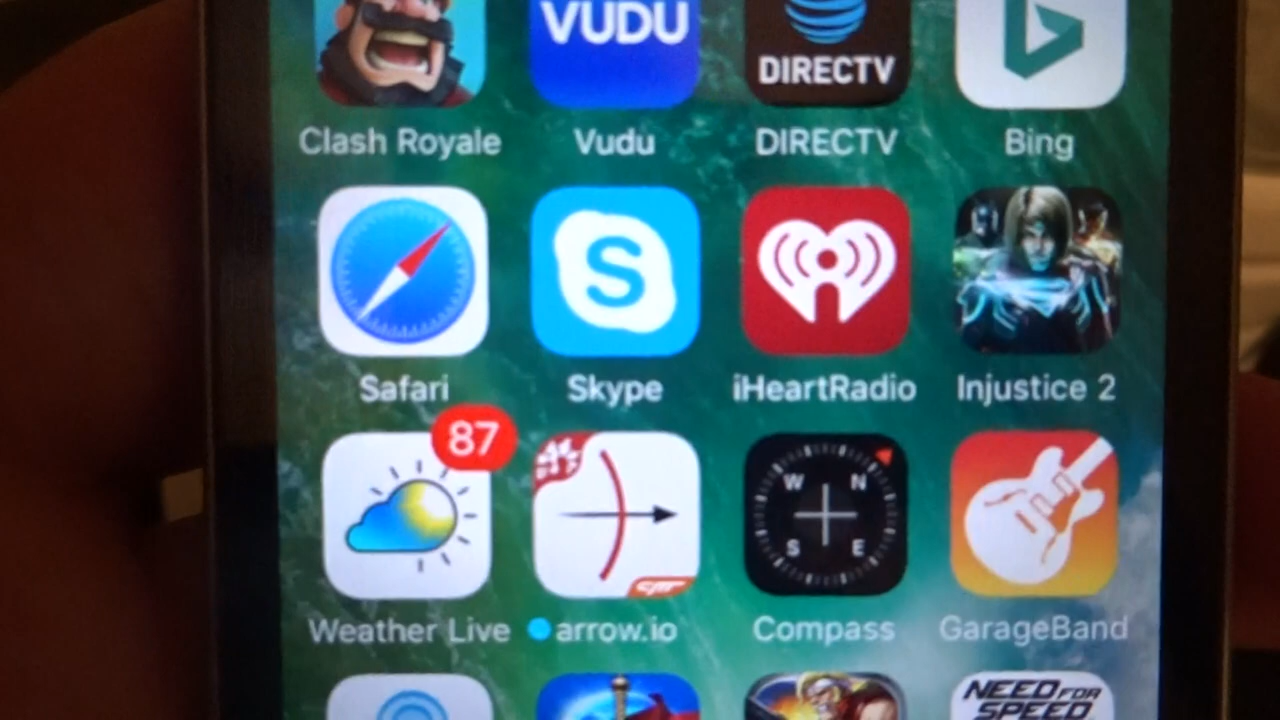 VUDU
DIRECTV
Clash Royale
Vudu
DIRECTV
Bing
S
Safari
Skype
iHeartRadio
Injustice 2
87
W N
S E
Weather Live
arrow.io
Compass
GarageBand
NEED FOR
SPEED